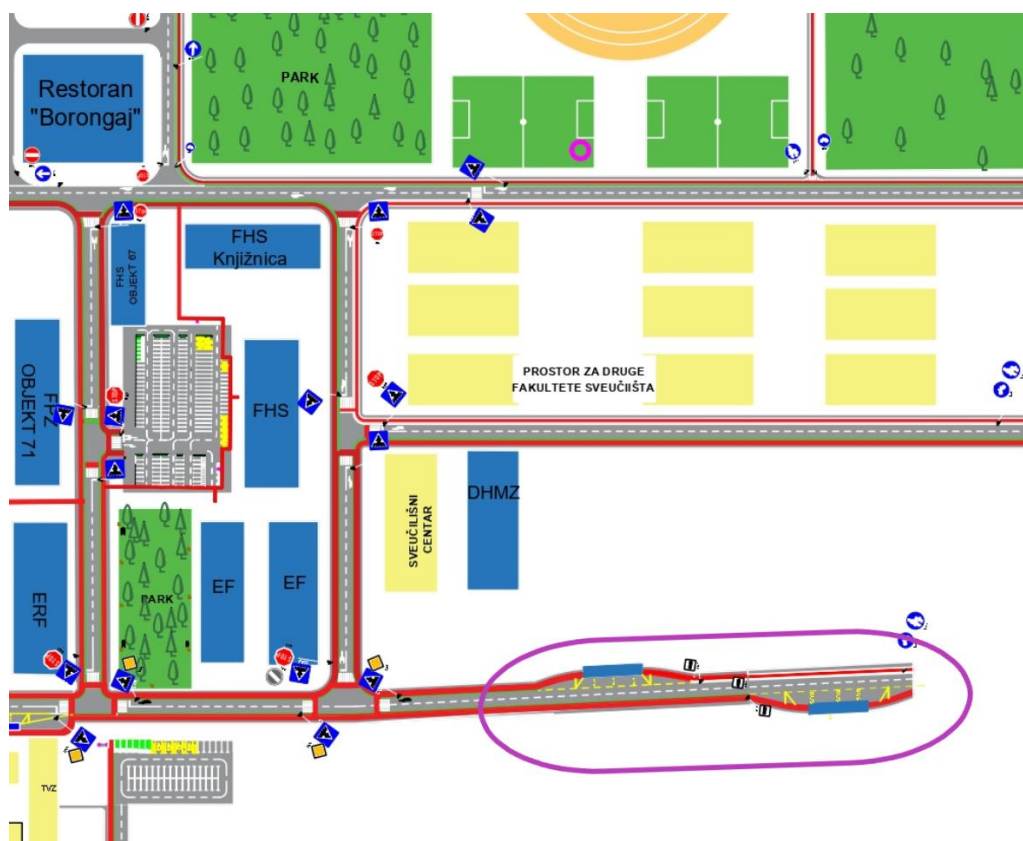 PARK
Restoran
"Borongaj"
FHS
Knjižnica
FHS
OBJEKT 67
PROSTOR ZA DRUGE
FAKULTETE SVEUČIIŠTA
FPZ
OBJEKT 71
FHS
SVEUČILIŠNI
CENTAR
DHMZ
ERF
PARK
EF
EF
TVZ